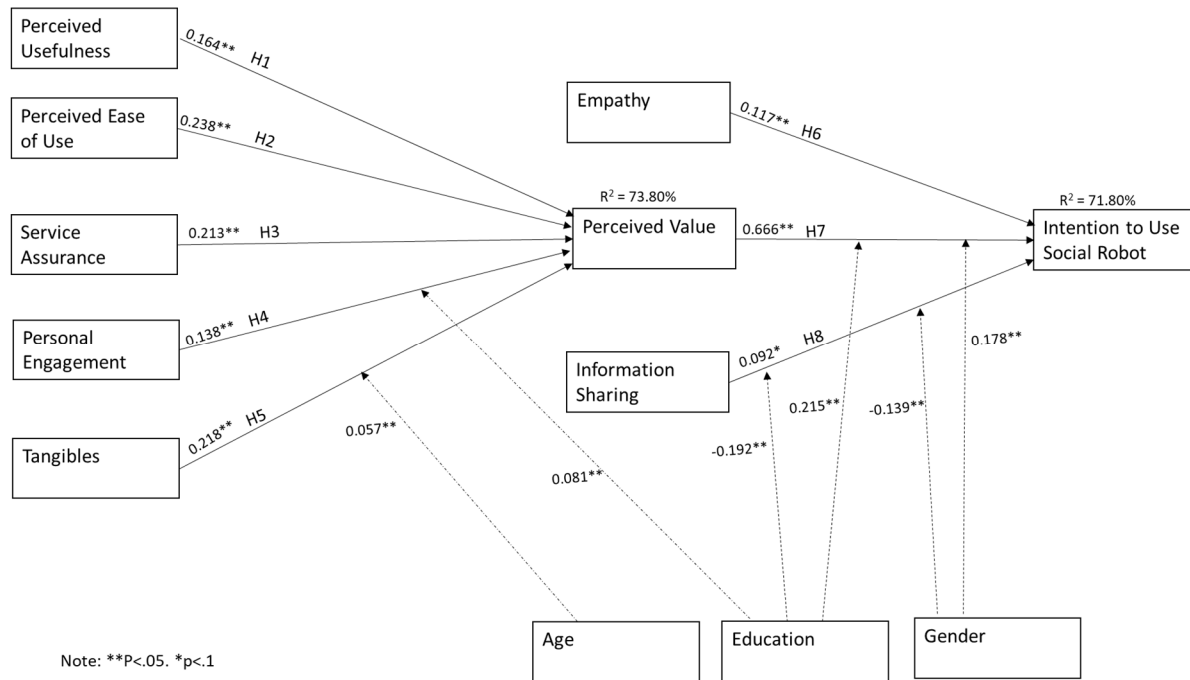 Perceived
Usefulness
0.164** H1
Perceived Ease
of Use
0.238** H2
Service
Assurance
0.213** H3
Personal
Engagement
0.138** H4
Tangibles
0.218** H5
Empathy
0.117** H6
R² = 73.80%
Perceived Value
0.666** H7
R² = 71.80%
Intention to Use
Social Robot
Information
Sharing
0.092* H8
0.057**
0.081**
-0.192**
0.215**
-0.139**
0.178**
Age
Education
Gender
Note: **P<.05. *p<.1